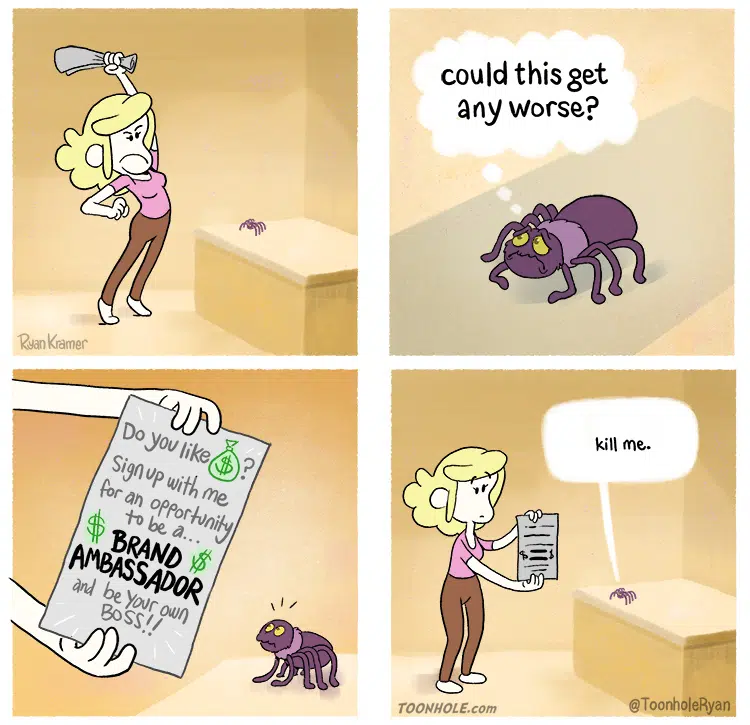 Ryan Kramer
could this get
any worse?
Do you like $?
Sign up with me
for an opportunity
to be a...
$ BRAND $
AMBASSADOR
and be your own
BOSS!!
kill me.
$ $
TOONHOLE.com
@ToonholeRyan